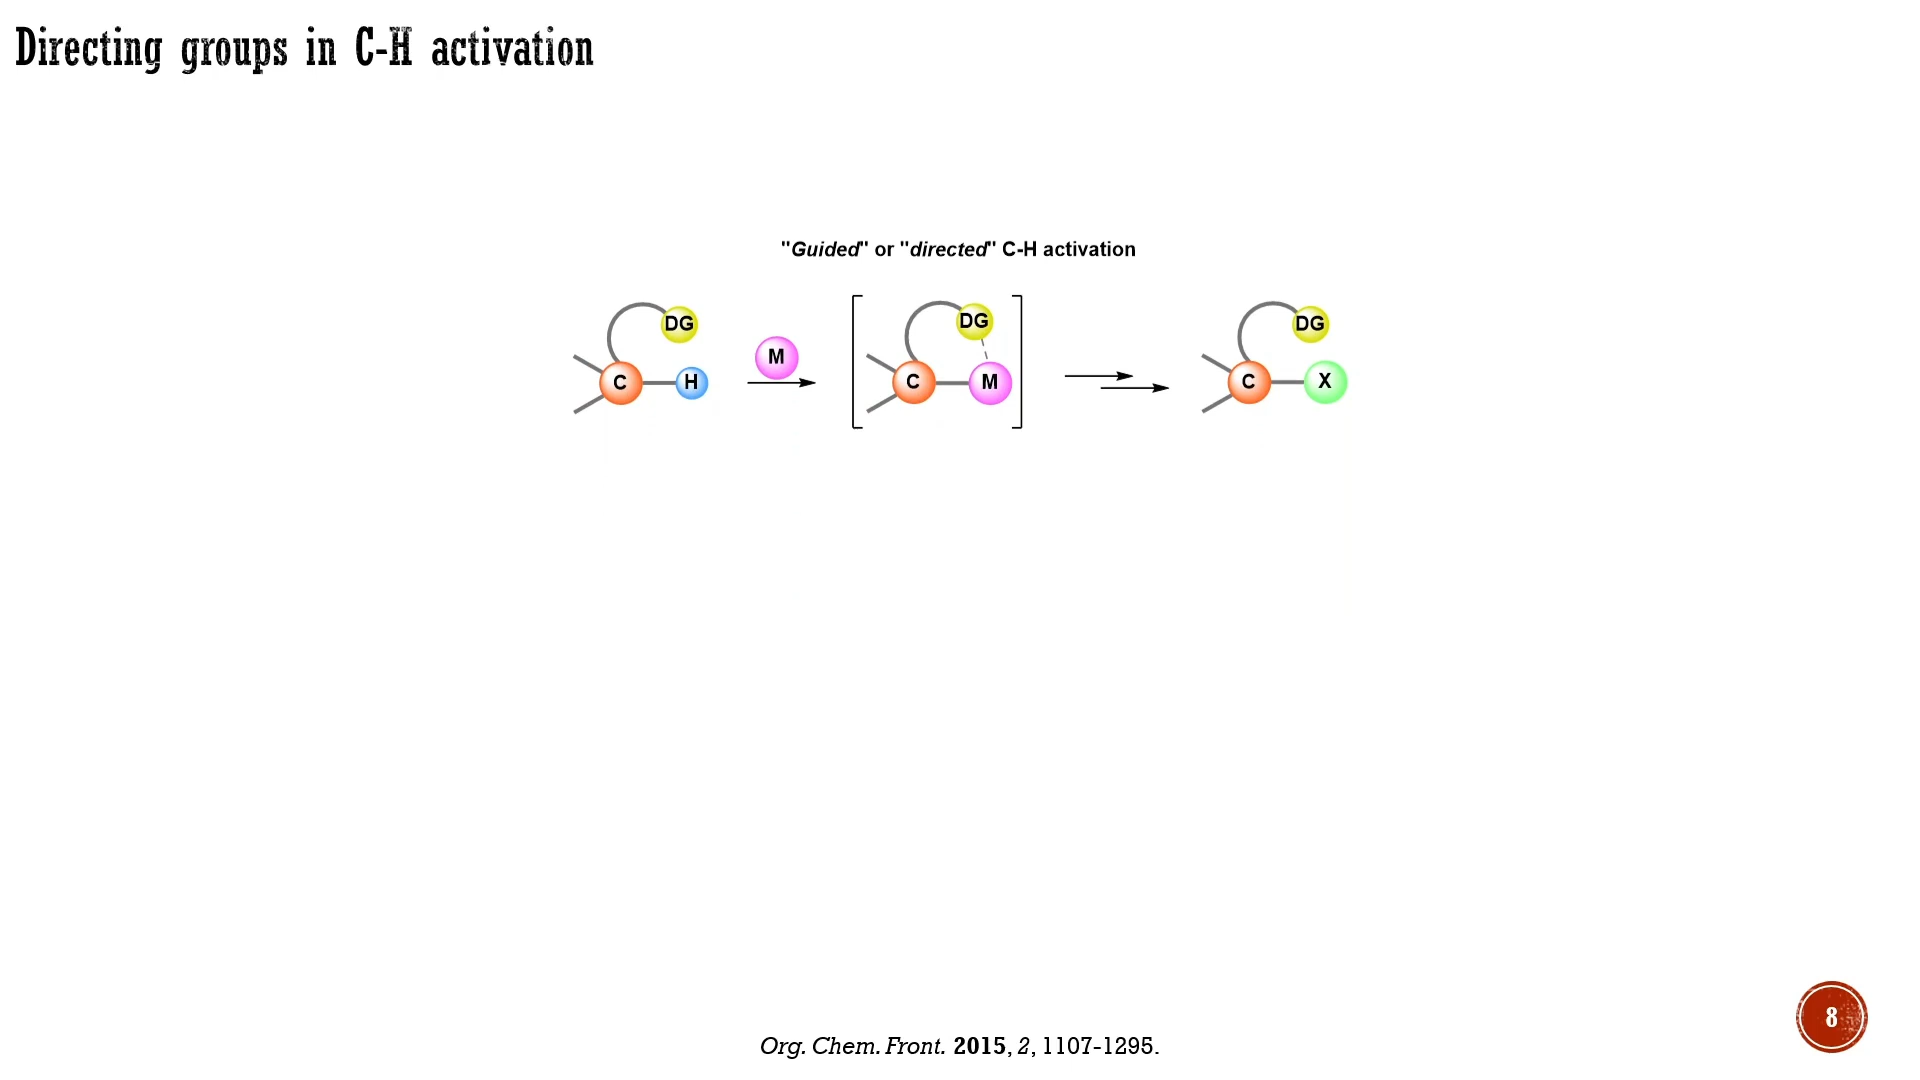 Directing groups in C-H activation
"Guided" or "directed" C-H activation
DG DG DG
M
C H C M C X
8
Org. Chem. Front. 2015, 2, 1107-1295.